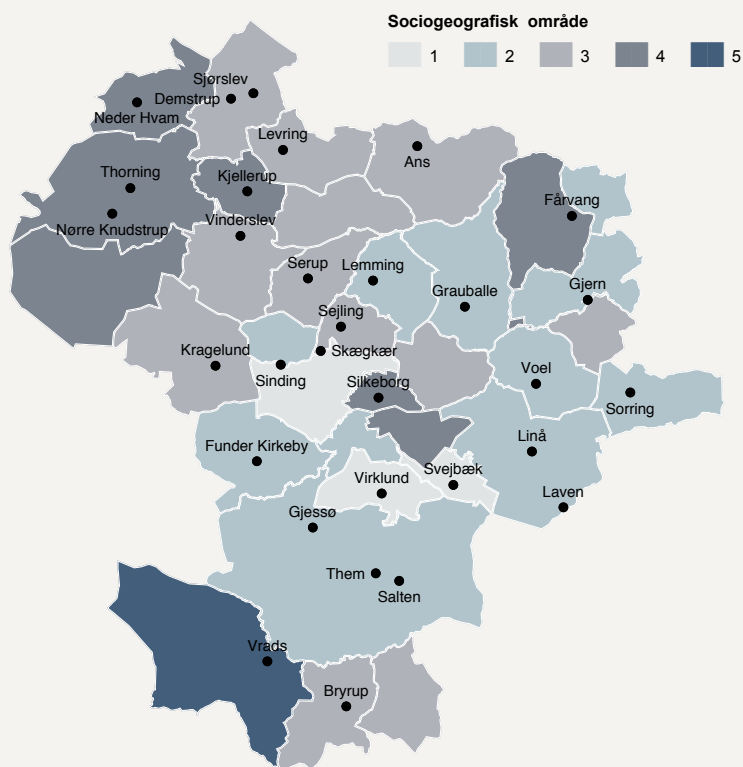 Sociogeografisk område
1 2 3 4 5
Sjørslev
Demstrup
Neder Hvam
Levring
Ans
Thorning
Kjellerup
Fårvang
Nørre Knudstrup
Vinderslev
Serup
Lemming
Grauballe
Gjern
Sejling
Kragelund
Skægkær
Sinding
Silkeborg
Voel
Sorring
Funder Kirkeby
Linå
Virklund
Svejbæk
Laven
Gjessø
Them
Salten
Vrads
Bryrup